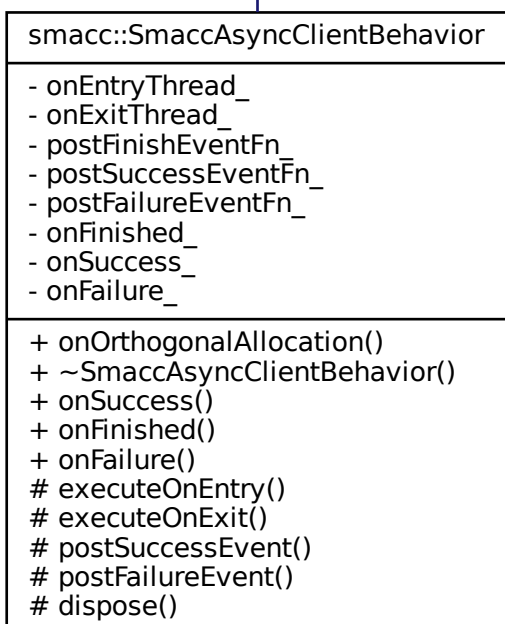 smacc::SmaccAsyncClientBehavior
- onEntryThread_
- onExitThread_
- postFinishEventFn_
- postSuccessEventFn_
- postFailureEventFn_
- onFinished_
- onSuccess_
- onFailure_
+ onOrthogonalAllocation()
+ ~SmaccAsyncClientBehavior()
+ onSuccess()
+ onFinished()
+ onFailure()
# executeOnEntry()
# executeOnExit()
# postSuccessEvent()
# postFailureEvent()
# dispose()